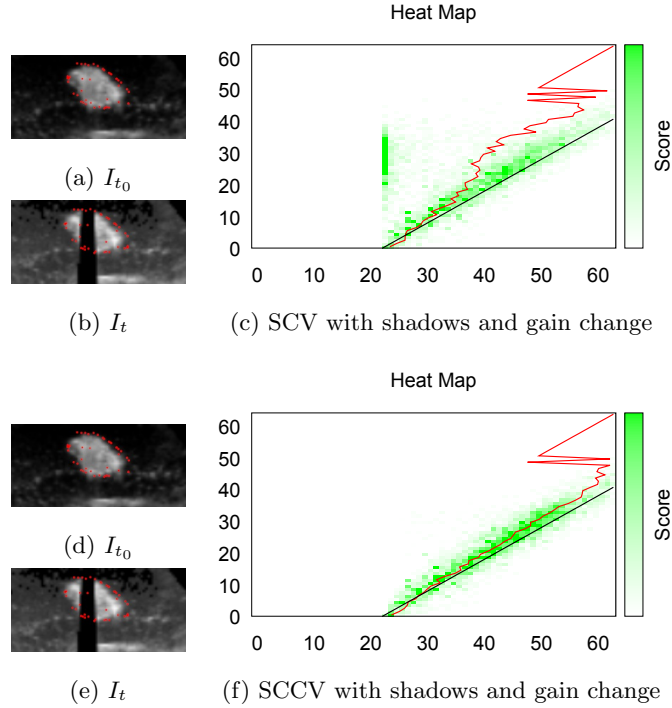 Heat Map
60
50
40
30
20
10
0
0 10 20 30 40 50 60
Score
(a) I_{t_0}
(b) I_t
(c) SCV with shadows and gain change
Heat Map
60
50
40
30
20
10
0
0 10 20 30 40 50 60
Score
(d) I_{t_0}
(e) I_t
(f) SCCV with shadows and gain change